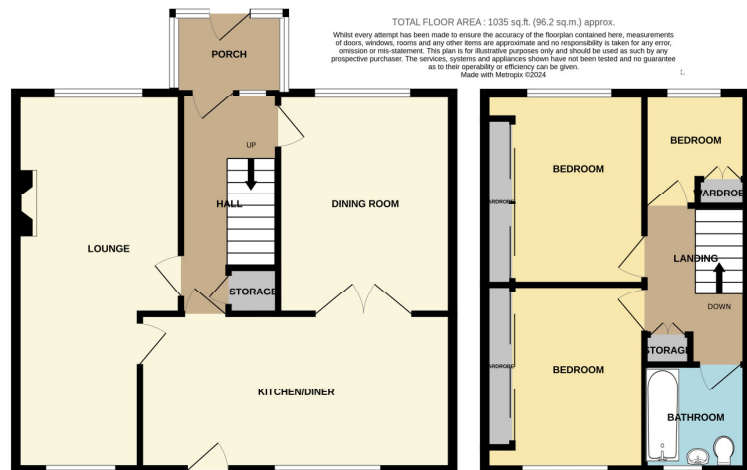 TOTAL FLOOR AREA : 1035 sq.ft. (96.2 sq.m.) approx.
Whilst every attempt has been made to ensure the accuracy of the floorplan contained here, measurements
of doors, windows, rooms and any other items are approximate and no responsibility is taken for any error,
omission or mis-statement. This plan is for illustrative purposes only and should be used as such by any
prospective purchaser. The services, systems and appliances shown have not been tested and no guarantee
as to their operability or efficiency can be given.
Made with Metropix ©2024
PORCH
UP
HALL
DINING ROOM
LOUNGE
STORAGE
KITCHEN/DINER
BEDROOM
BEDROOM
WARDROBE
ARDROBE
LANDING
DOWN
STORAGE
ARDROBE
BEDROOM
BATHROOM